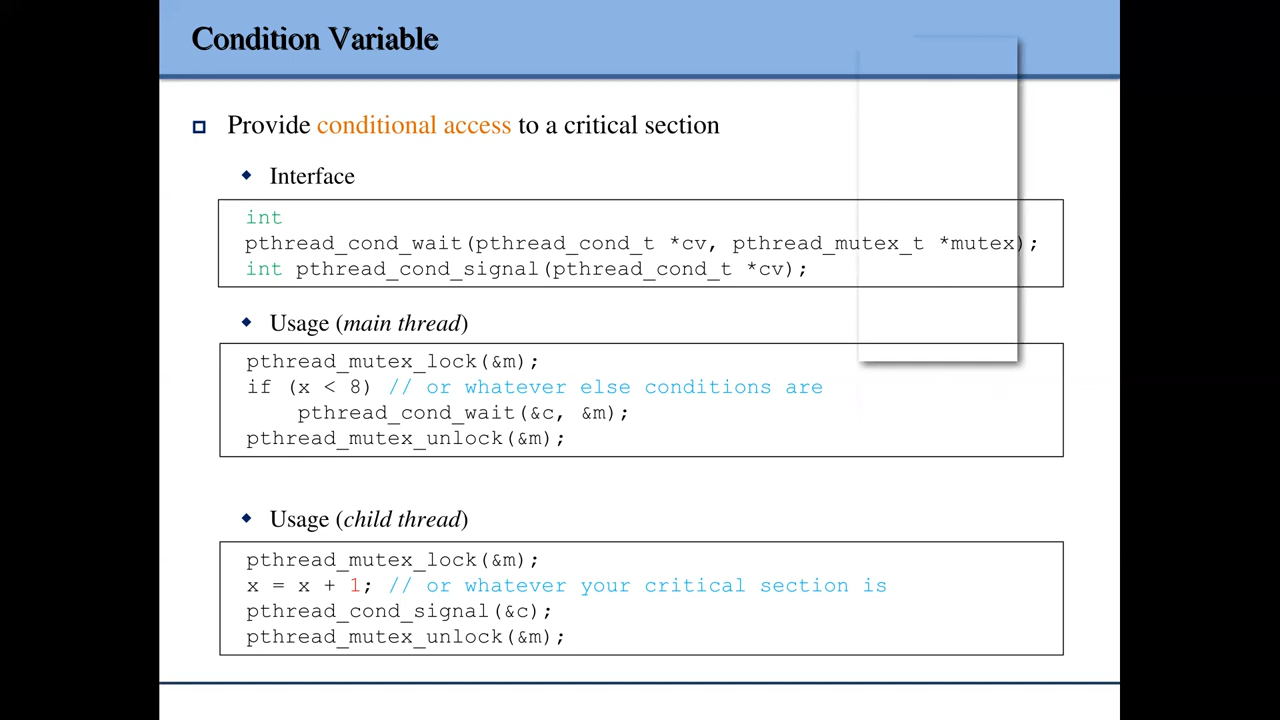 Condition Variable
Provide conditional access to a critical section
Interface
int
pthread_cond_wait(pthread_cond_t *cv, pthread_mutex_t *mutex);
int pthread_cond_signal(pthread_cond_t *cv);
Usage (main thread)
pthread_mutex_lock(&m);
if (x < 8) // or whatever else conditions are
    pthread_cond_wait(&c, &m);
pthread_mutex_unlock(&m);
Usage (child thread)
pthread_mutex_lock(&m);
x = x + 1; // or whatever your critical section is
pthread_cond_signal(&c);
pthread_mutex_unlock(&m);